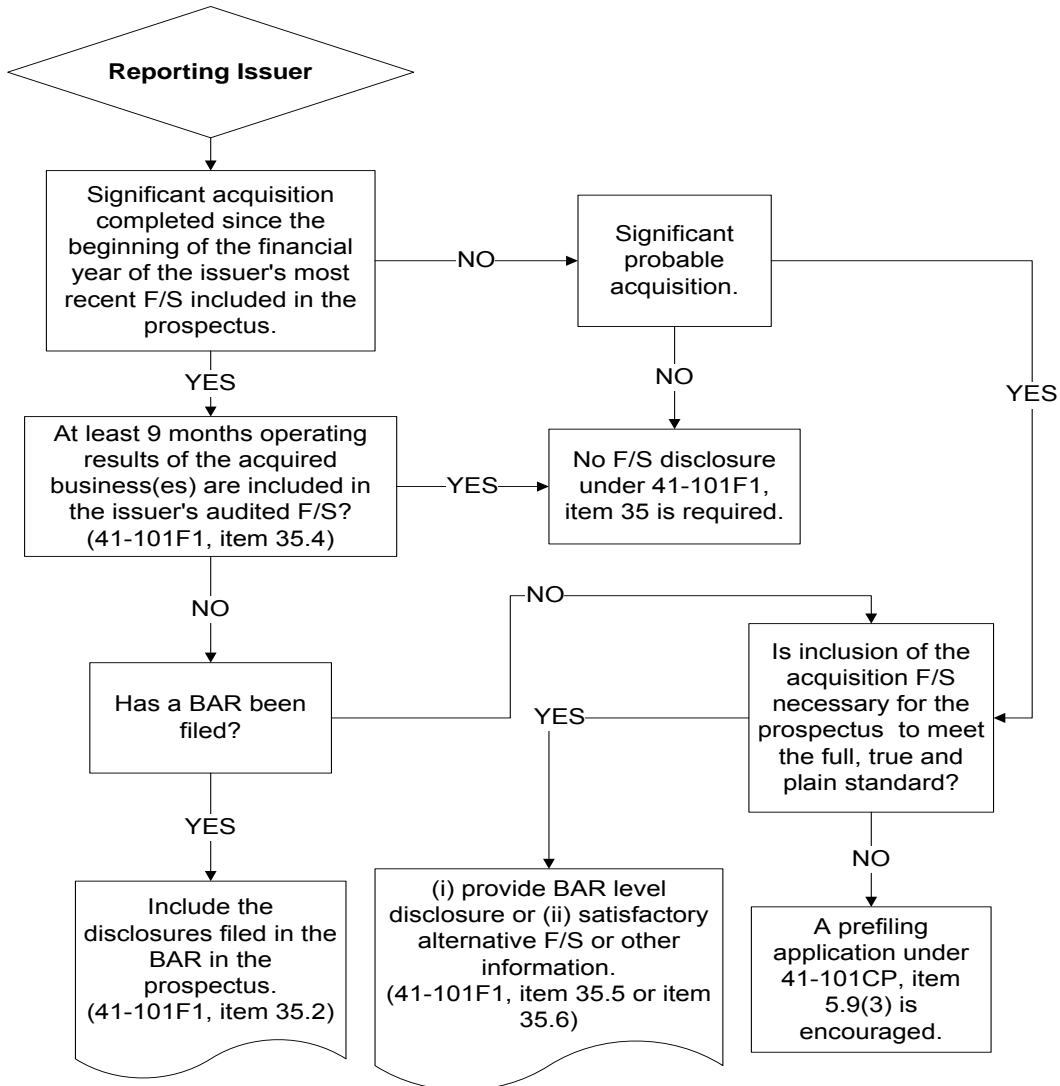 Reporting Issuer
Significant acquisition
completed since the
beginning of the financial
year of the issuer's most
recent F/S included in the
prospectus.
NO
Significant
probable
acquisition.
YES
NO
YES
At least 9 months operating
results of the acquired
business(es) are included in
the issuer's audited F/S?
(41-101F1, item 35.4)
YES
No F/S disclosure
under 41-101F1,
item 35 is required.
NO
NO
Has a BAR been
filed?
Is inclusion of the
acquisition F/S
necessary for the
prospectus to meet
the full, true and
plain standard?
YES
YES
NO
Include the
disclosures filed in the
BAR in the
prospectus.
(41-101F1, item 35.2)
(i) provide BAR level
disclosure or (ii) satisfactory
alternative F/S or other
information.
(41-101F1, item 35.5 or item
35.6)
A prefiling
application under
41-101CP, item
5.9(3) is
encouraged.